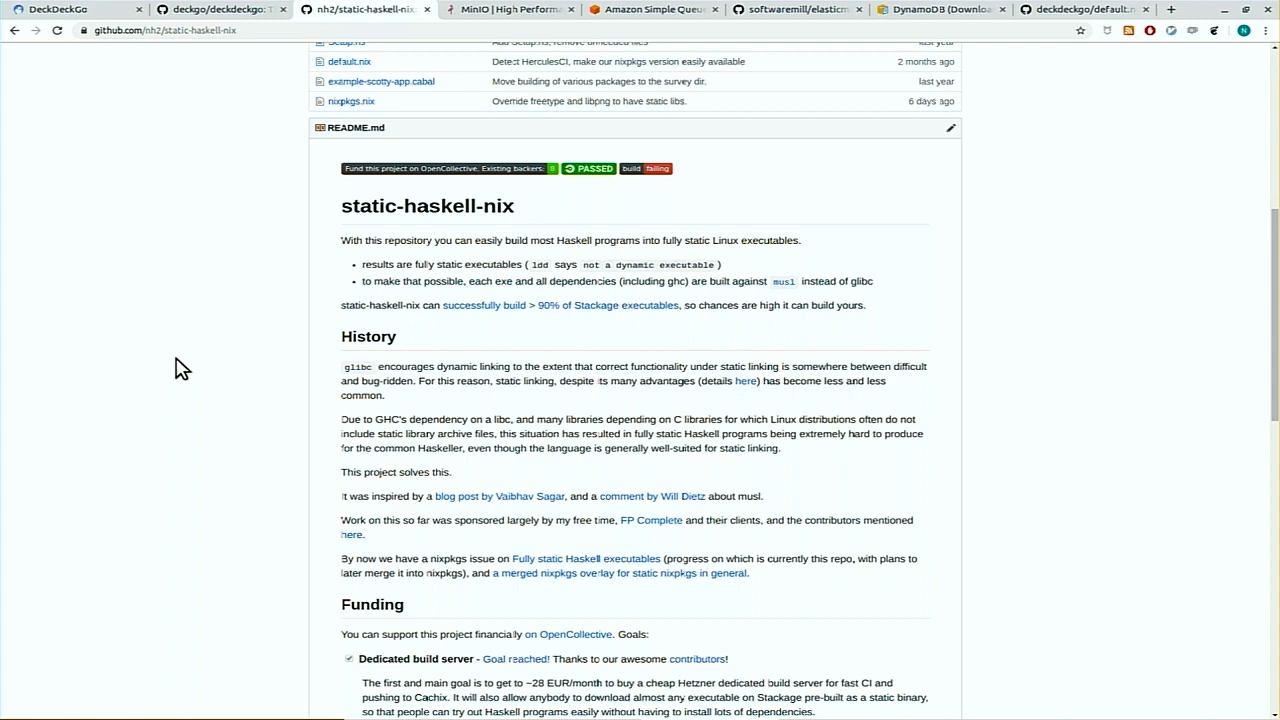 DeckDeckGo
deckgo/deckdeckgo: T
nh2/static-haskell-nix:
MinIO | High Performa
Amazon Simple Queu
softwaremill/elasticm
DynamoDB (Downloa
deckdeckgo/default.n
github.com/nh2/static-haskell-nix
N
Setup.hs Add Setup.hs, remove unneeded files last year
default.nix Detect HerculesCI, make our nixpkgs version easily available 2 months ago
example-scotty-app.cabal Move building of various packages to the survey dir. last year
nixpkgs.nix Override freetype and libpng to have static libs. 6 days ago
README.md
Fund this project on OpenCollective. Existing backers: 8 PASSED build failing
static-haskell-nix
With this repository you can easily build most Haskell programs into fully static Linux executables.
• results are fully static executables ( ldd says not a dynamic executable )
• to make that possible, each exe and all dependencies (including ghc) are built against musl instead of glibc
static-haskell-nix can successfully build > 90% of Stackage executables, so chances are high it can build yours.
History
glibc encourages dynamic linking to the extent that correct functionality under static linking is somewhere between difficult
and bug-ridden. For this reason, static linking, despite its many advantages (details here) has become less and less
common.
Due to GHC's dependency on a libc, and many libraries depending on C libraries for which Linux distributions often do not
include static library archive files, this situation has resulted in fully static Haskell programs being extremely hard to produce
for the common Haskeller, even though the language is generally well-suited for static linking.
This project solves this.
It was inspired by a blog post by Vaibhav Sagar, and a comment by Will Dietz about musl.
Work on this so far was sponsored largely by my free time, FP Complete and their clients, and the contributors mentioned
here.
By now we have a nixpkgs issue on Fully static Haskell executables (progress on which is currently this repo, with plans to
later merge it into nixpkgs), and a merged nixpkgs overlay for static nixpkgs in general.
Funding
You can support this project financially on OpenCollective. Goals:
Dedicated build server - Goal reached! Thanks to our awesome contributors!
The first and main goal is to get to ~28 EUR/month to buy a cheap Hetzner dedicated build server for fast CI and
pushing to Cachix. It will also allow anybody to download almost any executable on Stackage pre-built as a static binary,
so that people can try out Haskell programs easily without having to install lots of dependencies.